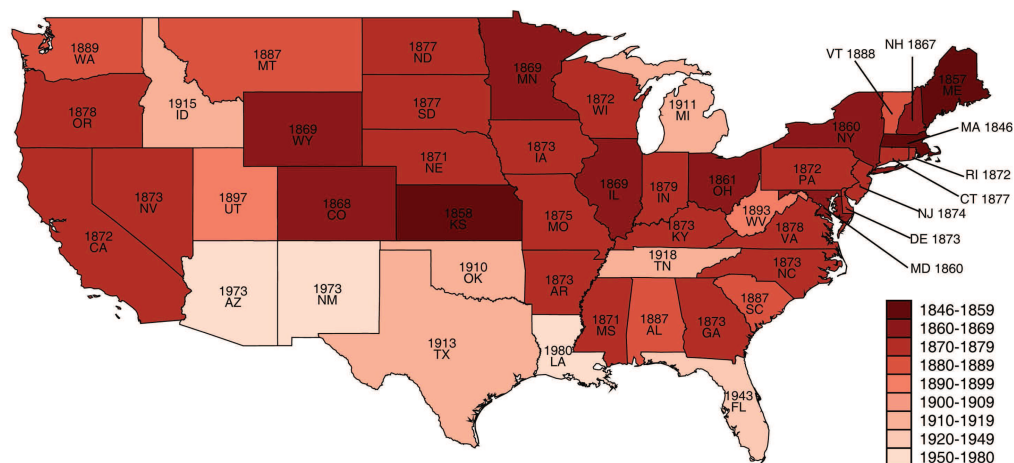 1889
WA
1887
MT
1877
ND
1869
MN
NH 1867
VT 1888
1857
ME
1878
OR
1915
ID
1869
WY
1877
SD
1872
WI
1911
MI
1860
NY
MA 1846
RI 1872
CT 1877
NJ 1874
DE 1873
MD 1860
1872
CA
1873
NV
1897
UT
1868
CO
1871
NE
1858
KS
1873
IA
1875
MO
1869
IL
1879
IN
1861
OH
1872
PA
1893
WV
1878
VA
1873
KY
1873
NC
1918
TN
1973
AZ
1973
NM
1910
OK
1873
AR
1913
TX
1980
LA
1871
MS
1887
AL
1873
GA
1887
SC
1943
FL
1846-1859
1860-1869
1870-1879
1880-1889
1890-1899
1900-1909
1910-1919
1920-1949
1950-1980